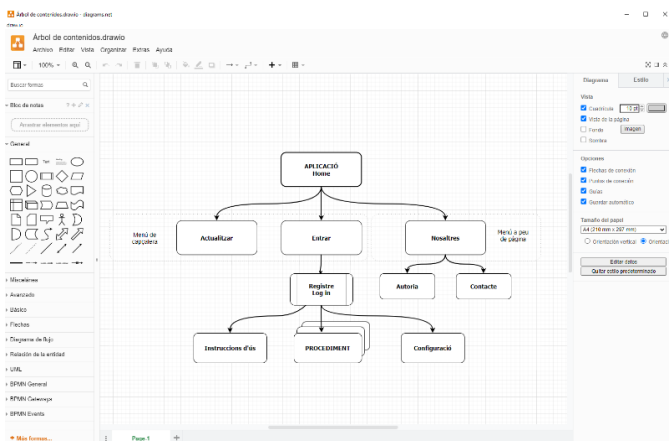 Árbol de contenidos.drawio - diagrams.net
Árbol de contenidos.drawio
Archivo Editar Vista Organizar Extras Ayuda
100%
Buscar formas
Bloc de notas
Arrastrar elementos aquí
General
Text
Misceláneo
Avanzado
Básico
Flechas
Diagrama de flujo
Relación de la entidad
UML
BPMN General
BPMN Gateways
BPMN Events
+ Más formas...
APLICACIÓ
Home
Menú de
capçalera
Actualitzar
Entrar
Nosaltres
Menú a peu
de pàgina
Registre
Log in
Autoria
Contacte
Instruccions d'ús
PROCEDIMENT
Configuració
Page 1
Diagrama Estilo
Vista
Cuadrícula 10 pt
Vista de la página
Fondo Imagen
Sombra
Opciones
Flechas de conexión
Puntos de conexión
Guías
Guardar automático
Tamaño del papel
A4 (210 mm x 297 mm)
Orientación vertical
Editar datos
Quitar estilo predeterminado